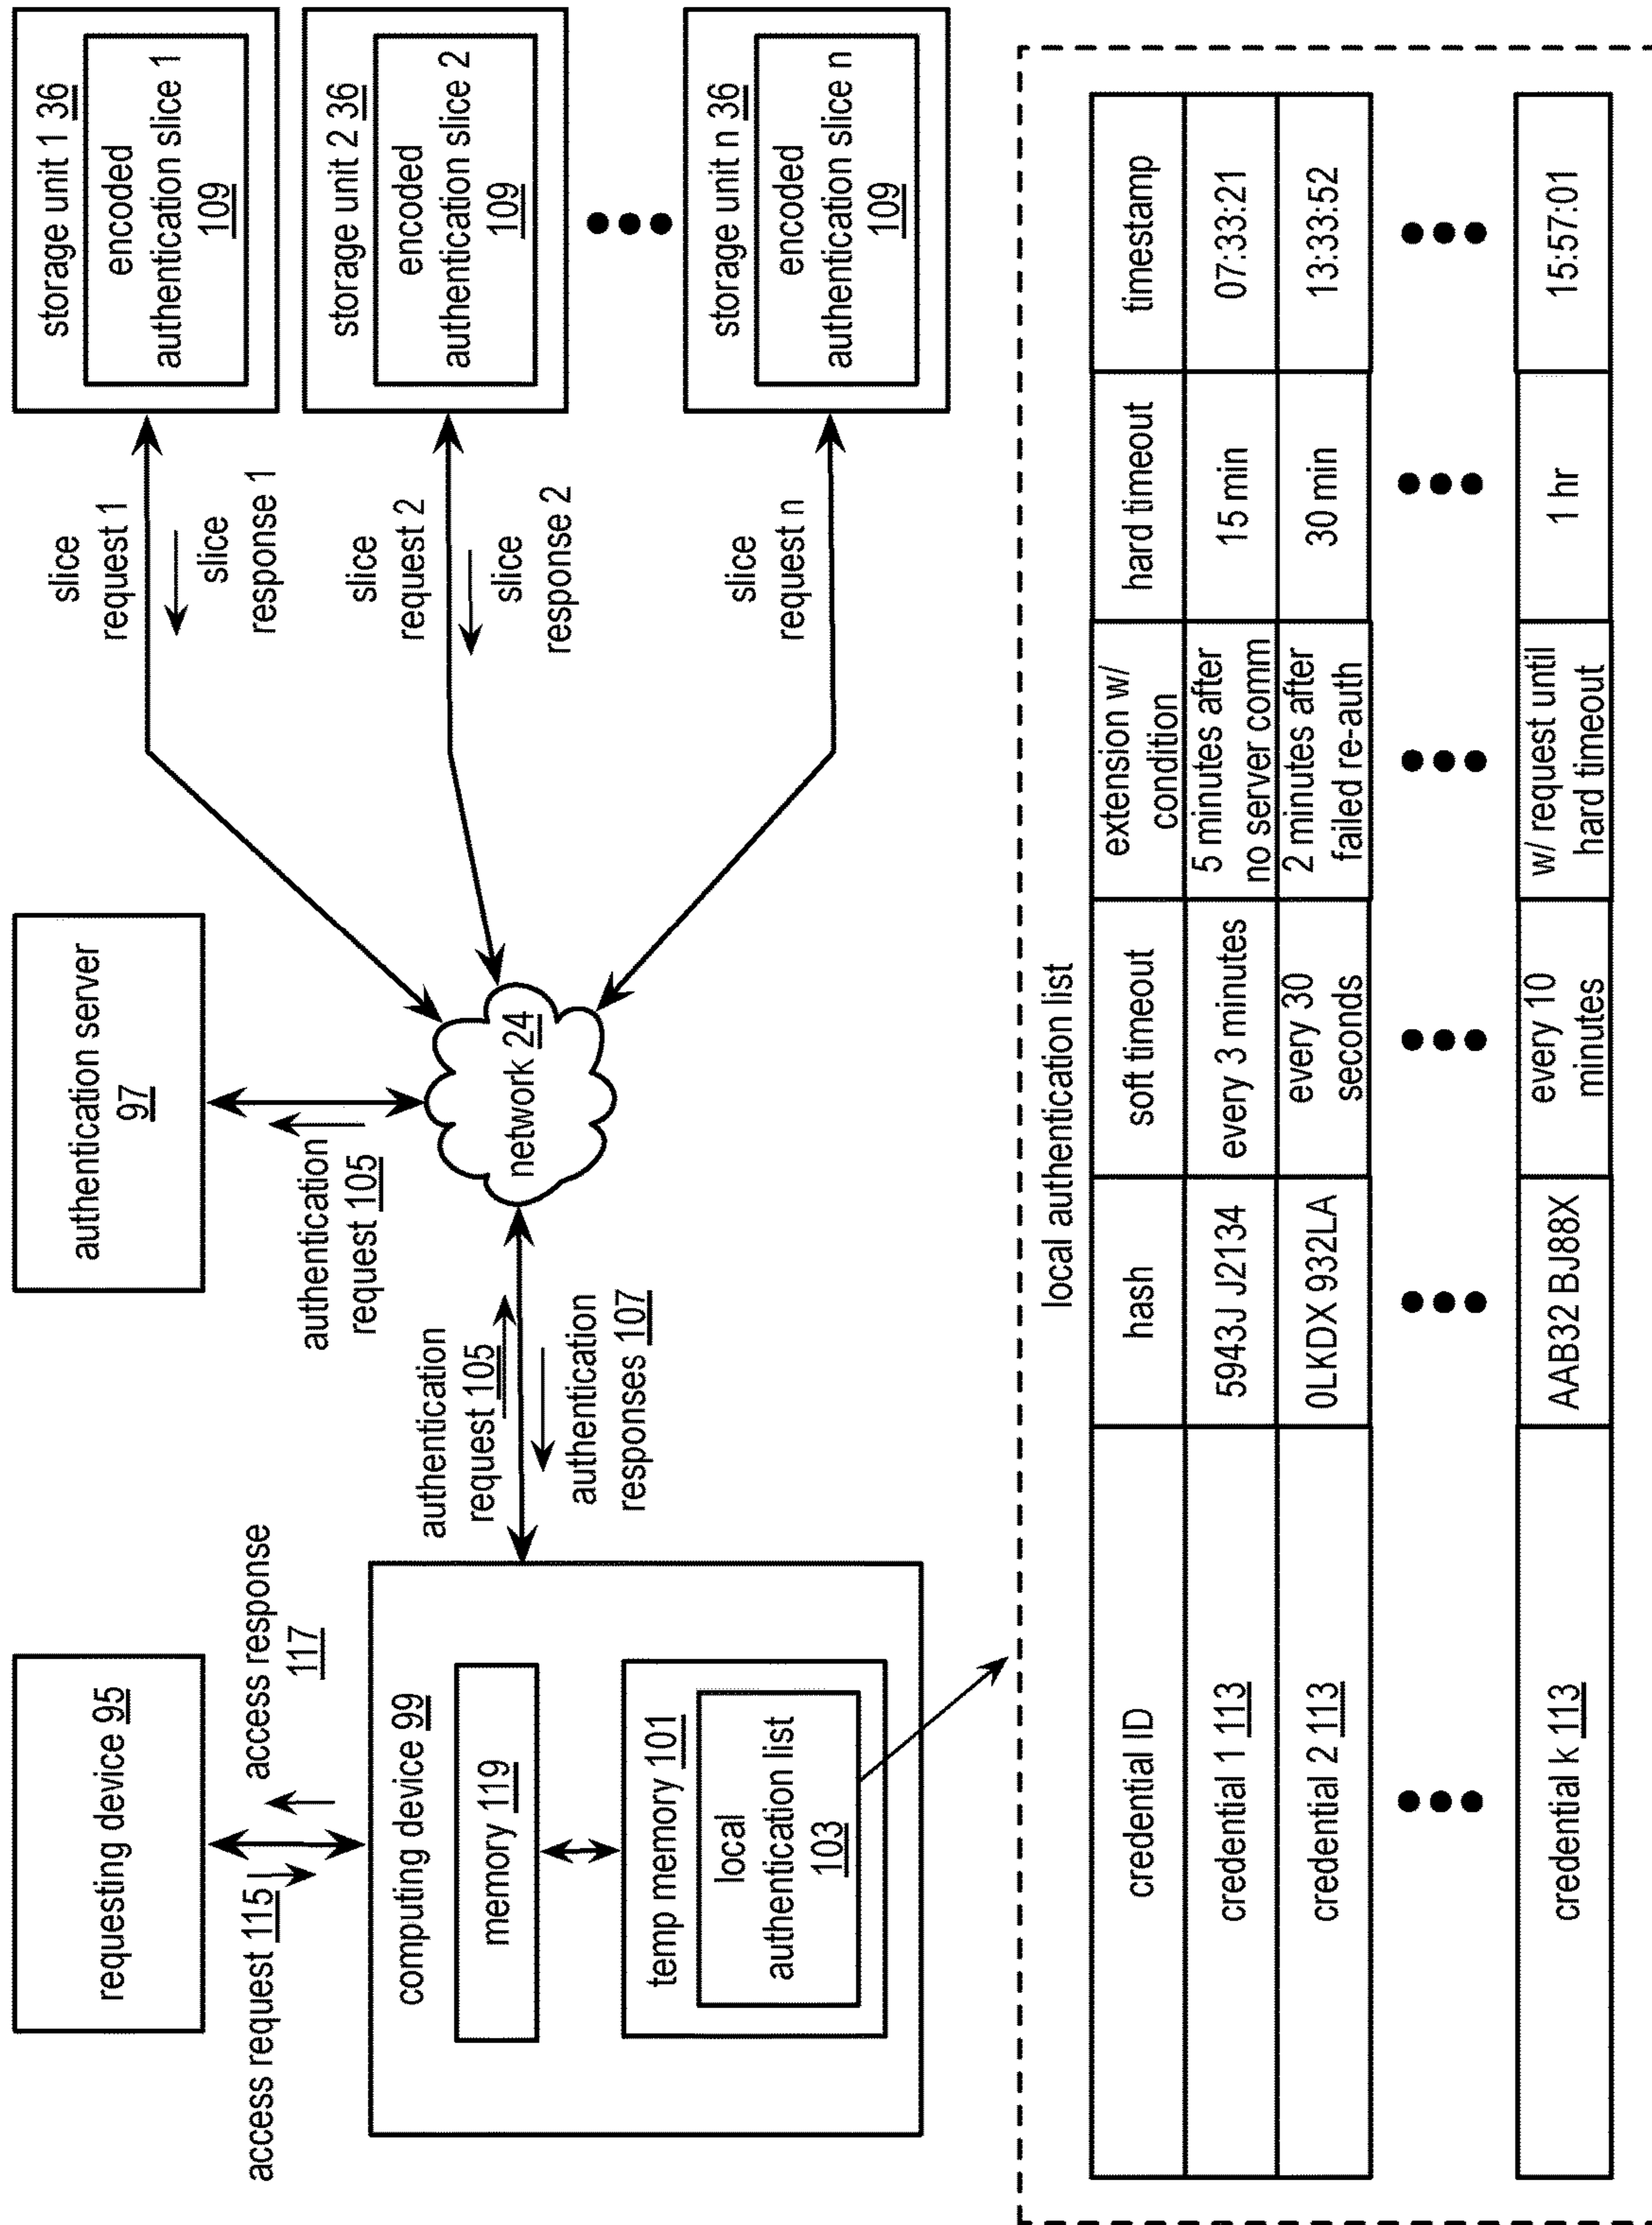 requesting device 95
access request 115
access response
117
computing device 99
memory 119
temp memory 101
local
authentication list
103
authentication server
97
authentication
request 105
authentication
request 105
authentication
responses 107
network 24
slice
request 1
slice
response 1
slice
request 2
slice
response 2
slice
request n
storage unit 1 36
encoded
authentication slice 1
109
storage unit 2 36
encoded
authentication slice 2
109
storage unit n 36
encoded
authentication slice n
109
local authentication list
credential ID
hash
soft timeout
extension w/
condition
hard timeout
timestamp
credential 1 113
5943J J2134
every 3 minutes
5 minutes after
no server comm
15 min
07:33:21
credential 2 113
0LKDX 932LA
every 30
seconds
2 minutes after
failed re-auth
30 min
13:33:52
credential k 113
AAB32 BJ88X
every 10
minutes
w/ request until
hard timeout
1 hr
15:57:01